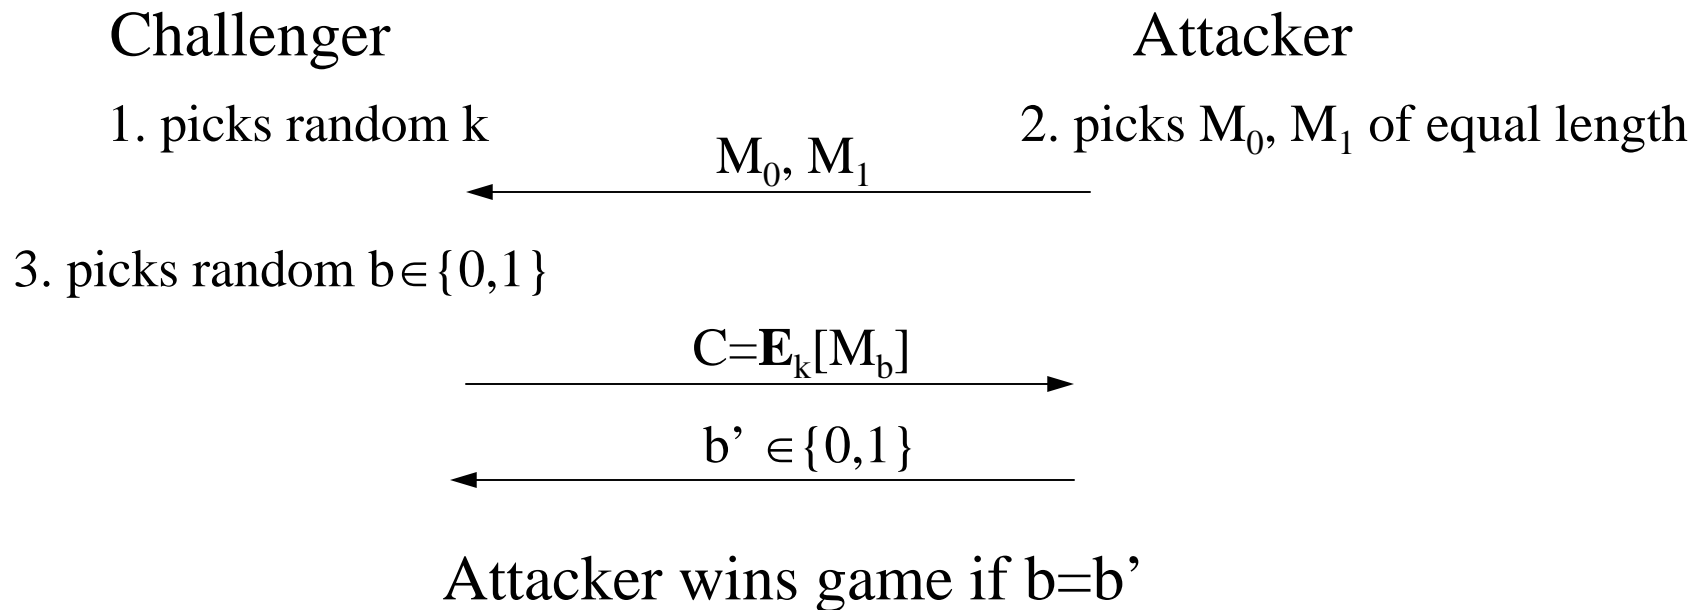 Challenger
Attacker
1. picks random k
2. picks M₀, M₁ of equal length
M₀, M₁
3. picks random b∈{0,1}
C=Eₖ[M_b]
b’ ∈{0,1}
Attacker wins game if b=b’